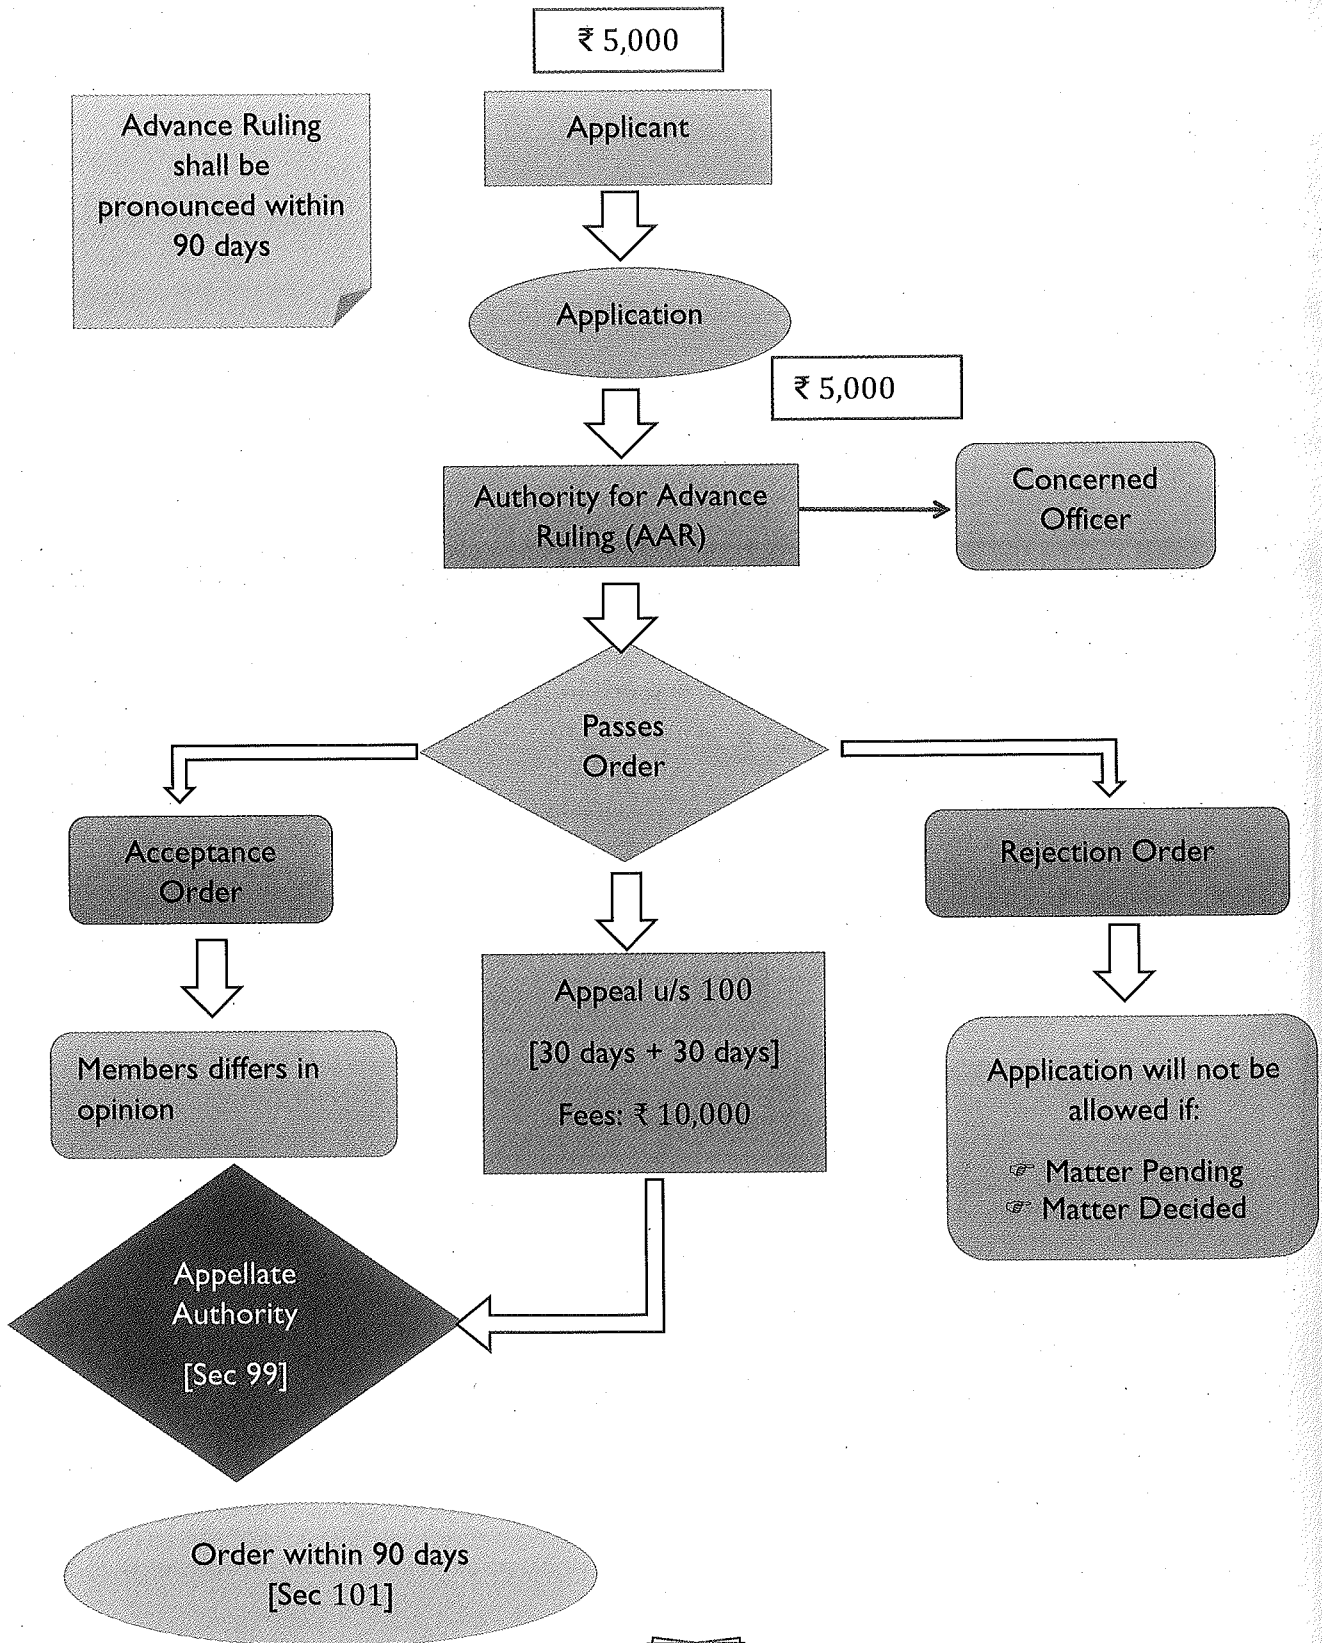 ₹ 5,000
Advance Ruling
shall be
pronounced within
90 days
Applicant
Application
₹ 5,000
Authority for Advance
Ruling (AAR)
Concerned
Officer
Passes
Order
Acceptance
Order
Rejection Order
Members differs in
opinion
Appeal u/s 100
[30 days + 30 days]
Fees: ₹ 10,000
Application will not be
allowed if:
☞ Matter Pending
☞ Matter Decided
Appellate
Authority
[Sec 99]
Order within 90 days
[Sec 101]